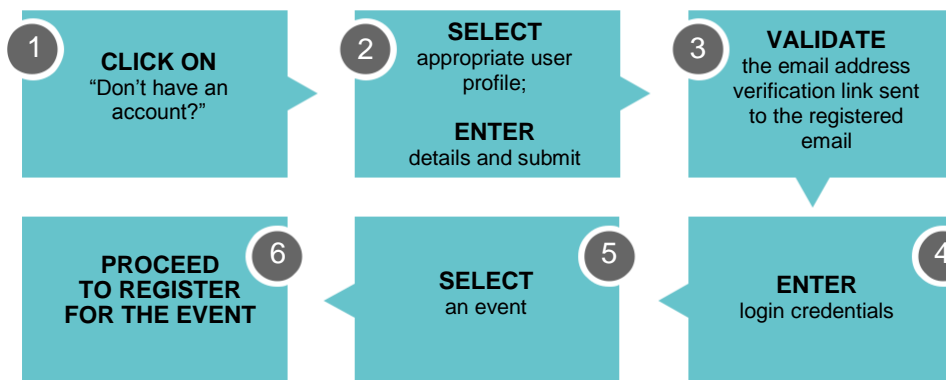 1
CLICK ON
“Don’t have an
account?”
2
SELECT
appropriate user
profile;
ENTER
details and submit
3
VALIDATE
the email address
verification link sent
to the registered
email
4
ENTER
login credentials
5
SELECT
an event
6
PROCEED
TO REGISTER
FOR THE EVENT